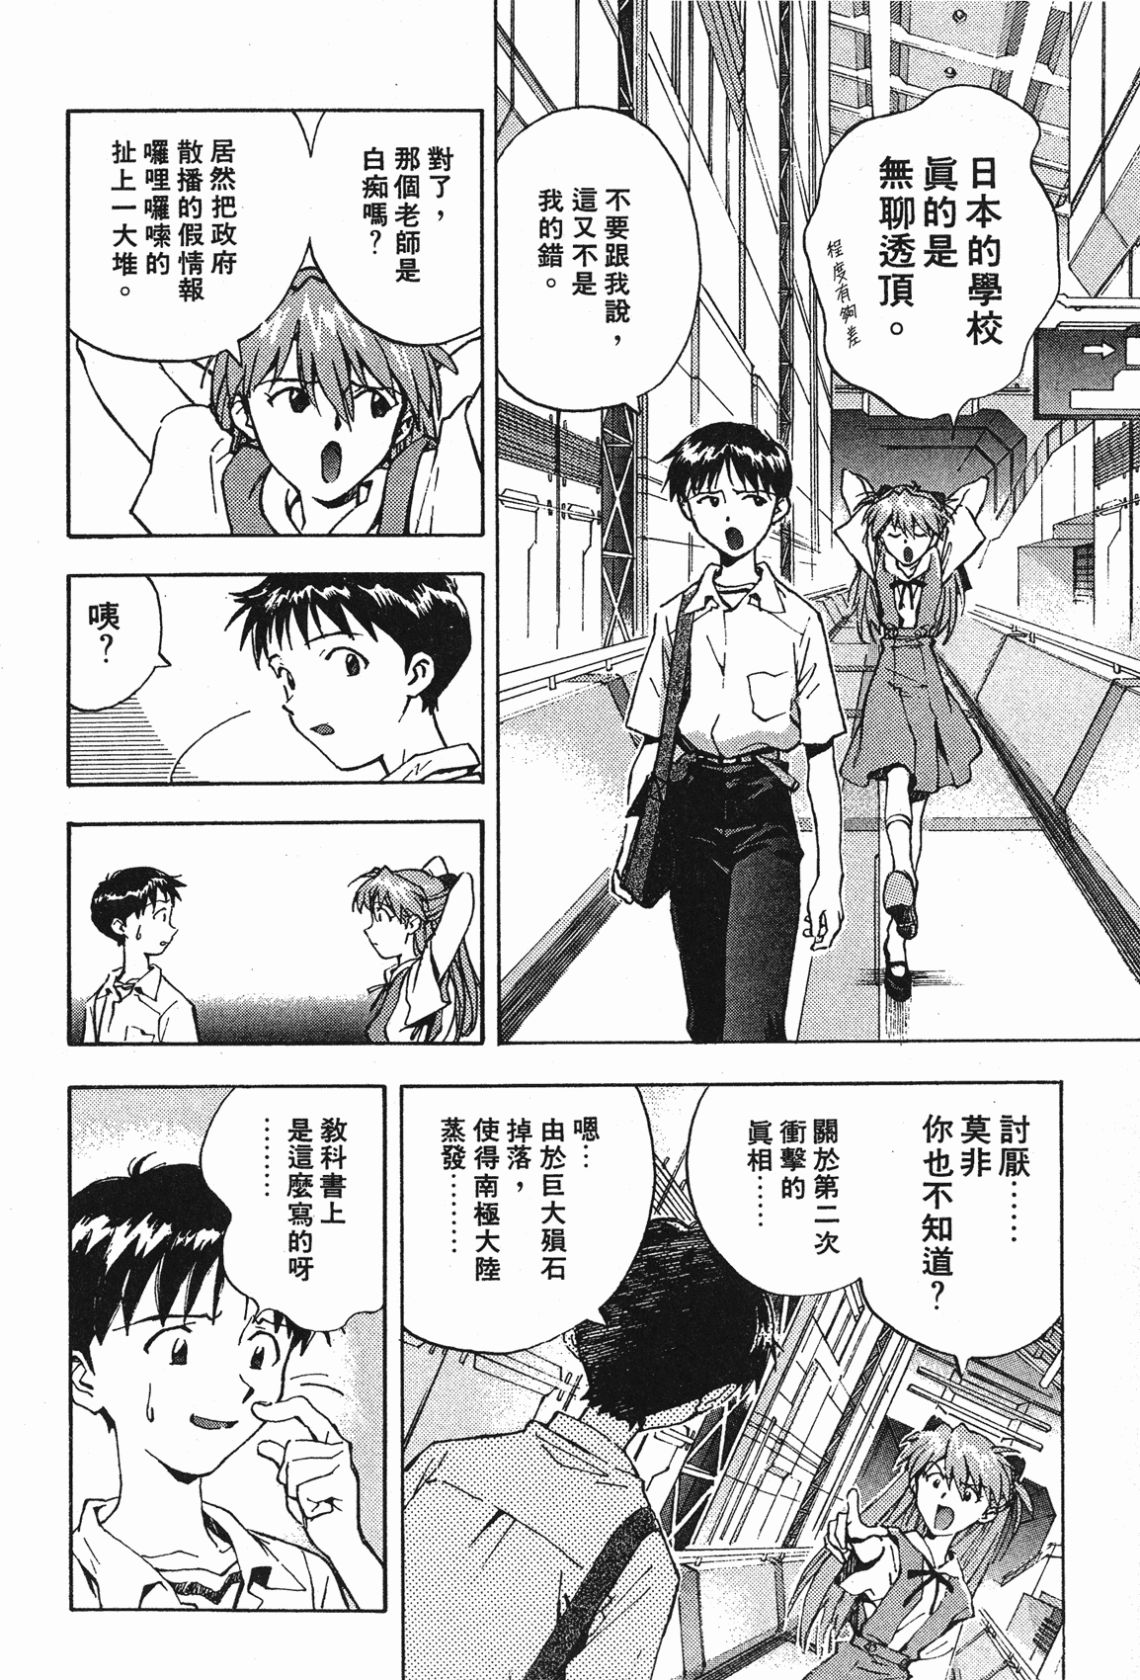 日本的學校
眞的是
無聊透頂。
程度有夠差
不要跟我說，
這又不是
我的錯。
對了，
那個老師是
白痴嗎？
居然把政府
散播的假情報
囉哩囉嗦的
扯上一大堆。
咦？
討厭……
莫非
你也不知道？
關於第二次
衝擊的
眞相……
嗯…
由於巨大隕石
掉落，
使得南極大陸
蒸發………
教科書上
是這麼寫的呀
………